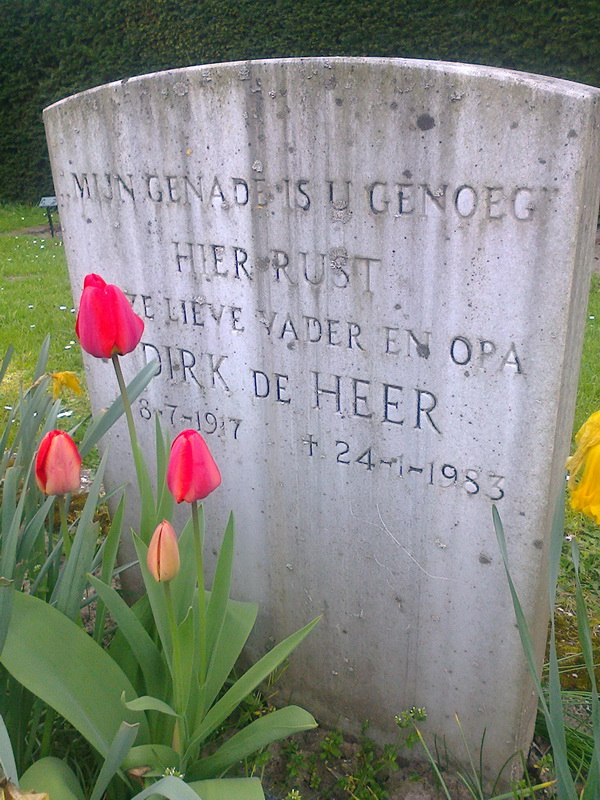 "MIJN GENADE IS U GENOEG"
HIER RUST
ZE LIEVE VADER EN OPA
DIRK DE HEER
8-7-1917 † 24-1-1983